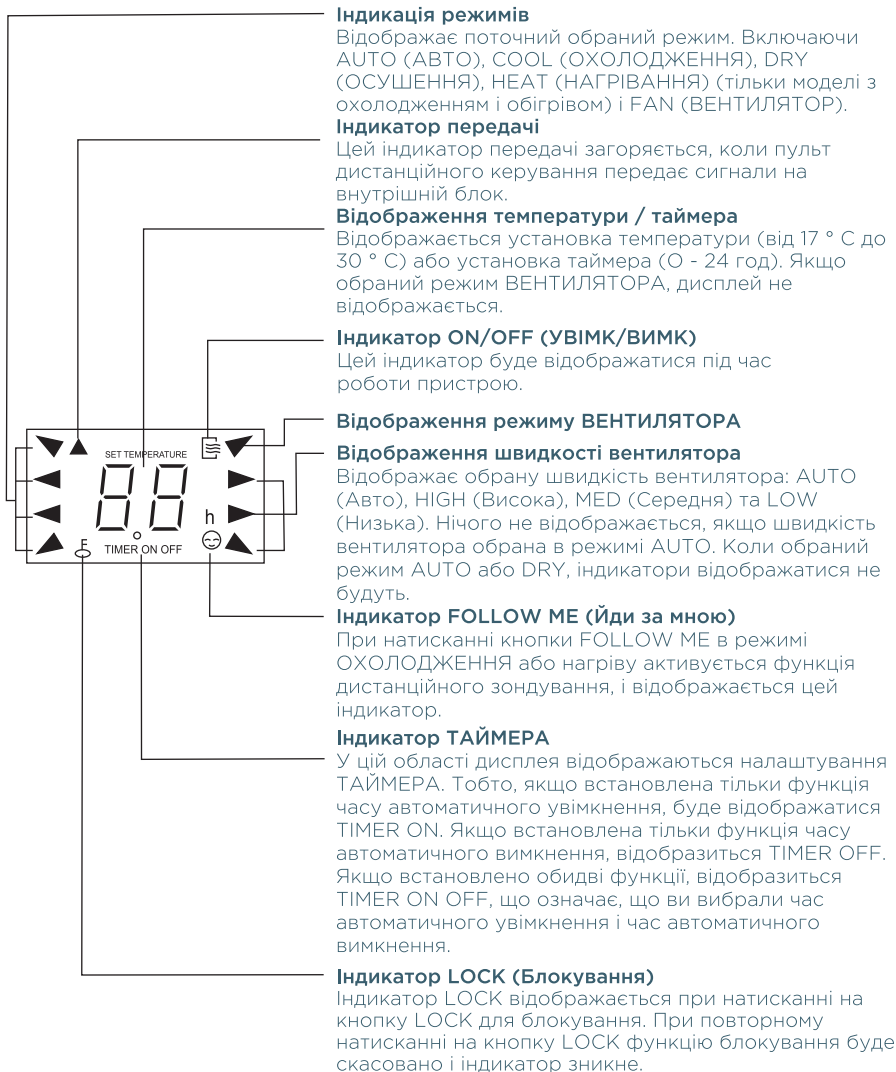 Індикація режимів
Відображає поточний обраний режим. Включаючи
AUTO (АВТО), COOL (ОХОЛОДЖЕННЯ), DRY
(ОСУШЕННЯ), HEAT (НАГРІВАННЯ) (тільки моделі з
охолодженням і обігрівом) і FAN (ВЕНТИЛЯТОР).
Індикатор передачі
Цей індикатор передачі загоряється, коли пульт
дистанційного керування передає сигнали на
внутрішній блок.
Відображення температури / таймера
Відображається установка температури (від 17 ° С до
30 ° С) або установка таймера (О - 24 год). Якщо
обраний режим ВЕНТИЛЯТОРА, дисплей не
відображається.
Індикатор ON/OFF (УВІМК/ВИМК)
Цей індикатор буде відображатися під час
роботи пристрою.
Відображення режиму ВЕНТИЛЯТОРА
Відображення швидкості вентилятора
Відображає обрану швидкість вентилятора: AUTO
(Авто), HIGH (Висока), MED (Середня) та LOW
(Низька). Нічого не відображається, якщо швидкість
вентилятора обрана в режимі AUTO. Коли обраний
режим AUTO або DRY, індикатори відображатися не
будуть.
SET TEMPERATURE
88
h
TIMER ON OFF
Індикатор FOLLOW ME (Йди за мною)
При натисканні кнопки FOLLOW ME в режимі
ОХОЛОДЖЕННЯ або нагріву активується функція
дистанційного зондування, і відображається цей
індикатор.
Індикатор ТАЙМЕРА
У цій області дисплея відображаються налаштування
ТАЙМЕРА. Тобто, якщо встановлена тільки функція
часу автоматичного увімкнення, буде відображатися
TIMER ON. Якщо встановлена тільки функція часу
автоматичного вимкнення, відобразиться TIMER OFF.
Якщо встановлено обидві функції, відобразиться
TIMER ON OFF, що означає, що ви вибрали час
автоматичного увімкнення і час автоматичного
вимкнення.
Індикатор LOCK (Блокування)
Індикатор LOCK відображається при натисканні на
кнопку LOCK для блокування. При повторному
натисканні на кнопку LOCK функцію блокування буде
скасовано і індикатор зникне.